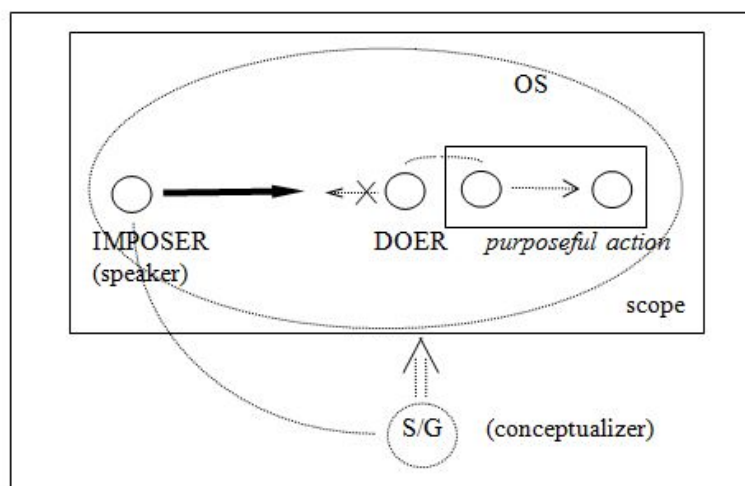 OS
IMPOSER
(speaker)
DOER
purposeful action
scope
S/G
(conceptualizer)